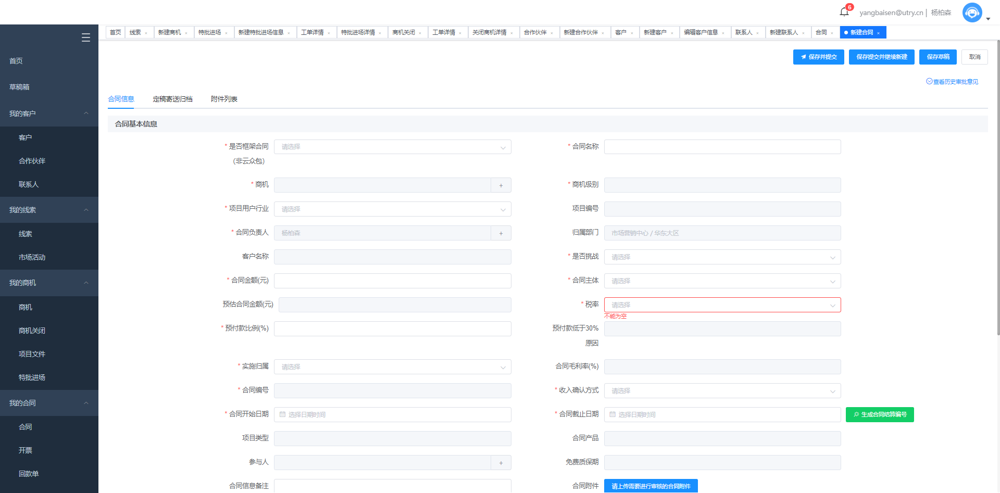 6
yangbaisen@utry.cn | 杨柏森
首页 线索 × 新建商机 × 特批进场 × 新建特批进场信息 × 工单详情 × 特批进场详情 × 商机关闭 × 工单详情 × 关闭商机详情 × 合作伙伴 × 新建合作伙伴 × 客户 × 新建客户 × 编辑客户信息 × 联系人 × 新建联系人 × 合同 × 新建合同 ×
首页
草稿箱
我的客户
客户
合作伙伴
联系人
我的线索
线索
市场活动
我的商机
商机
商机关闭
项目文件
特批进场
我的合同
合同
开票
回款单
保存并提交 保存提交并继续新建 保存草稿 取消
查看历史审批意见
合同信息 定稿寄送归档 附件列表
合同基本信息
* 是否框架合同 请选择 * 合同名称
(非云众包)
* 商机 + * 商机级别
* 项目用户行业 请选择 项目编号
* 合同负责人 杨柏森 + 归属部门 市场营销中心 / 华东大区
客户名称 * 是否挑战 请选择
* 合同金额(元) * 合同主体 请选择
预估合同金额(元) * 税率 请选择
不能为空
* 预付款比例(%) 预付款低于30%
原因
* 实施归属 请选择 合同毛利率(%)
* 合同编号 * 收入确认方式 请选择
* 合同开始日期 选择日期时间 * 合同截止日期 选择日期时间 生成合同结算编号
项目类型 合同产品
参与人 + 免费质保期
合同信息备注 合同附件 请上传需要进行审核的合同附件